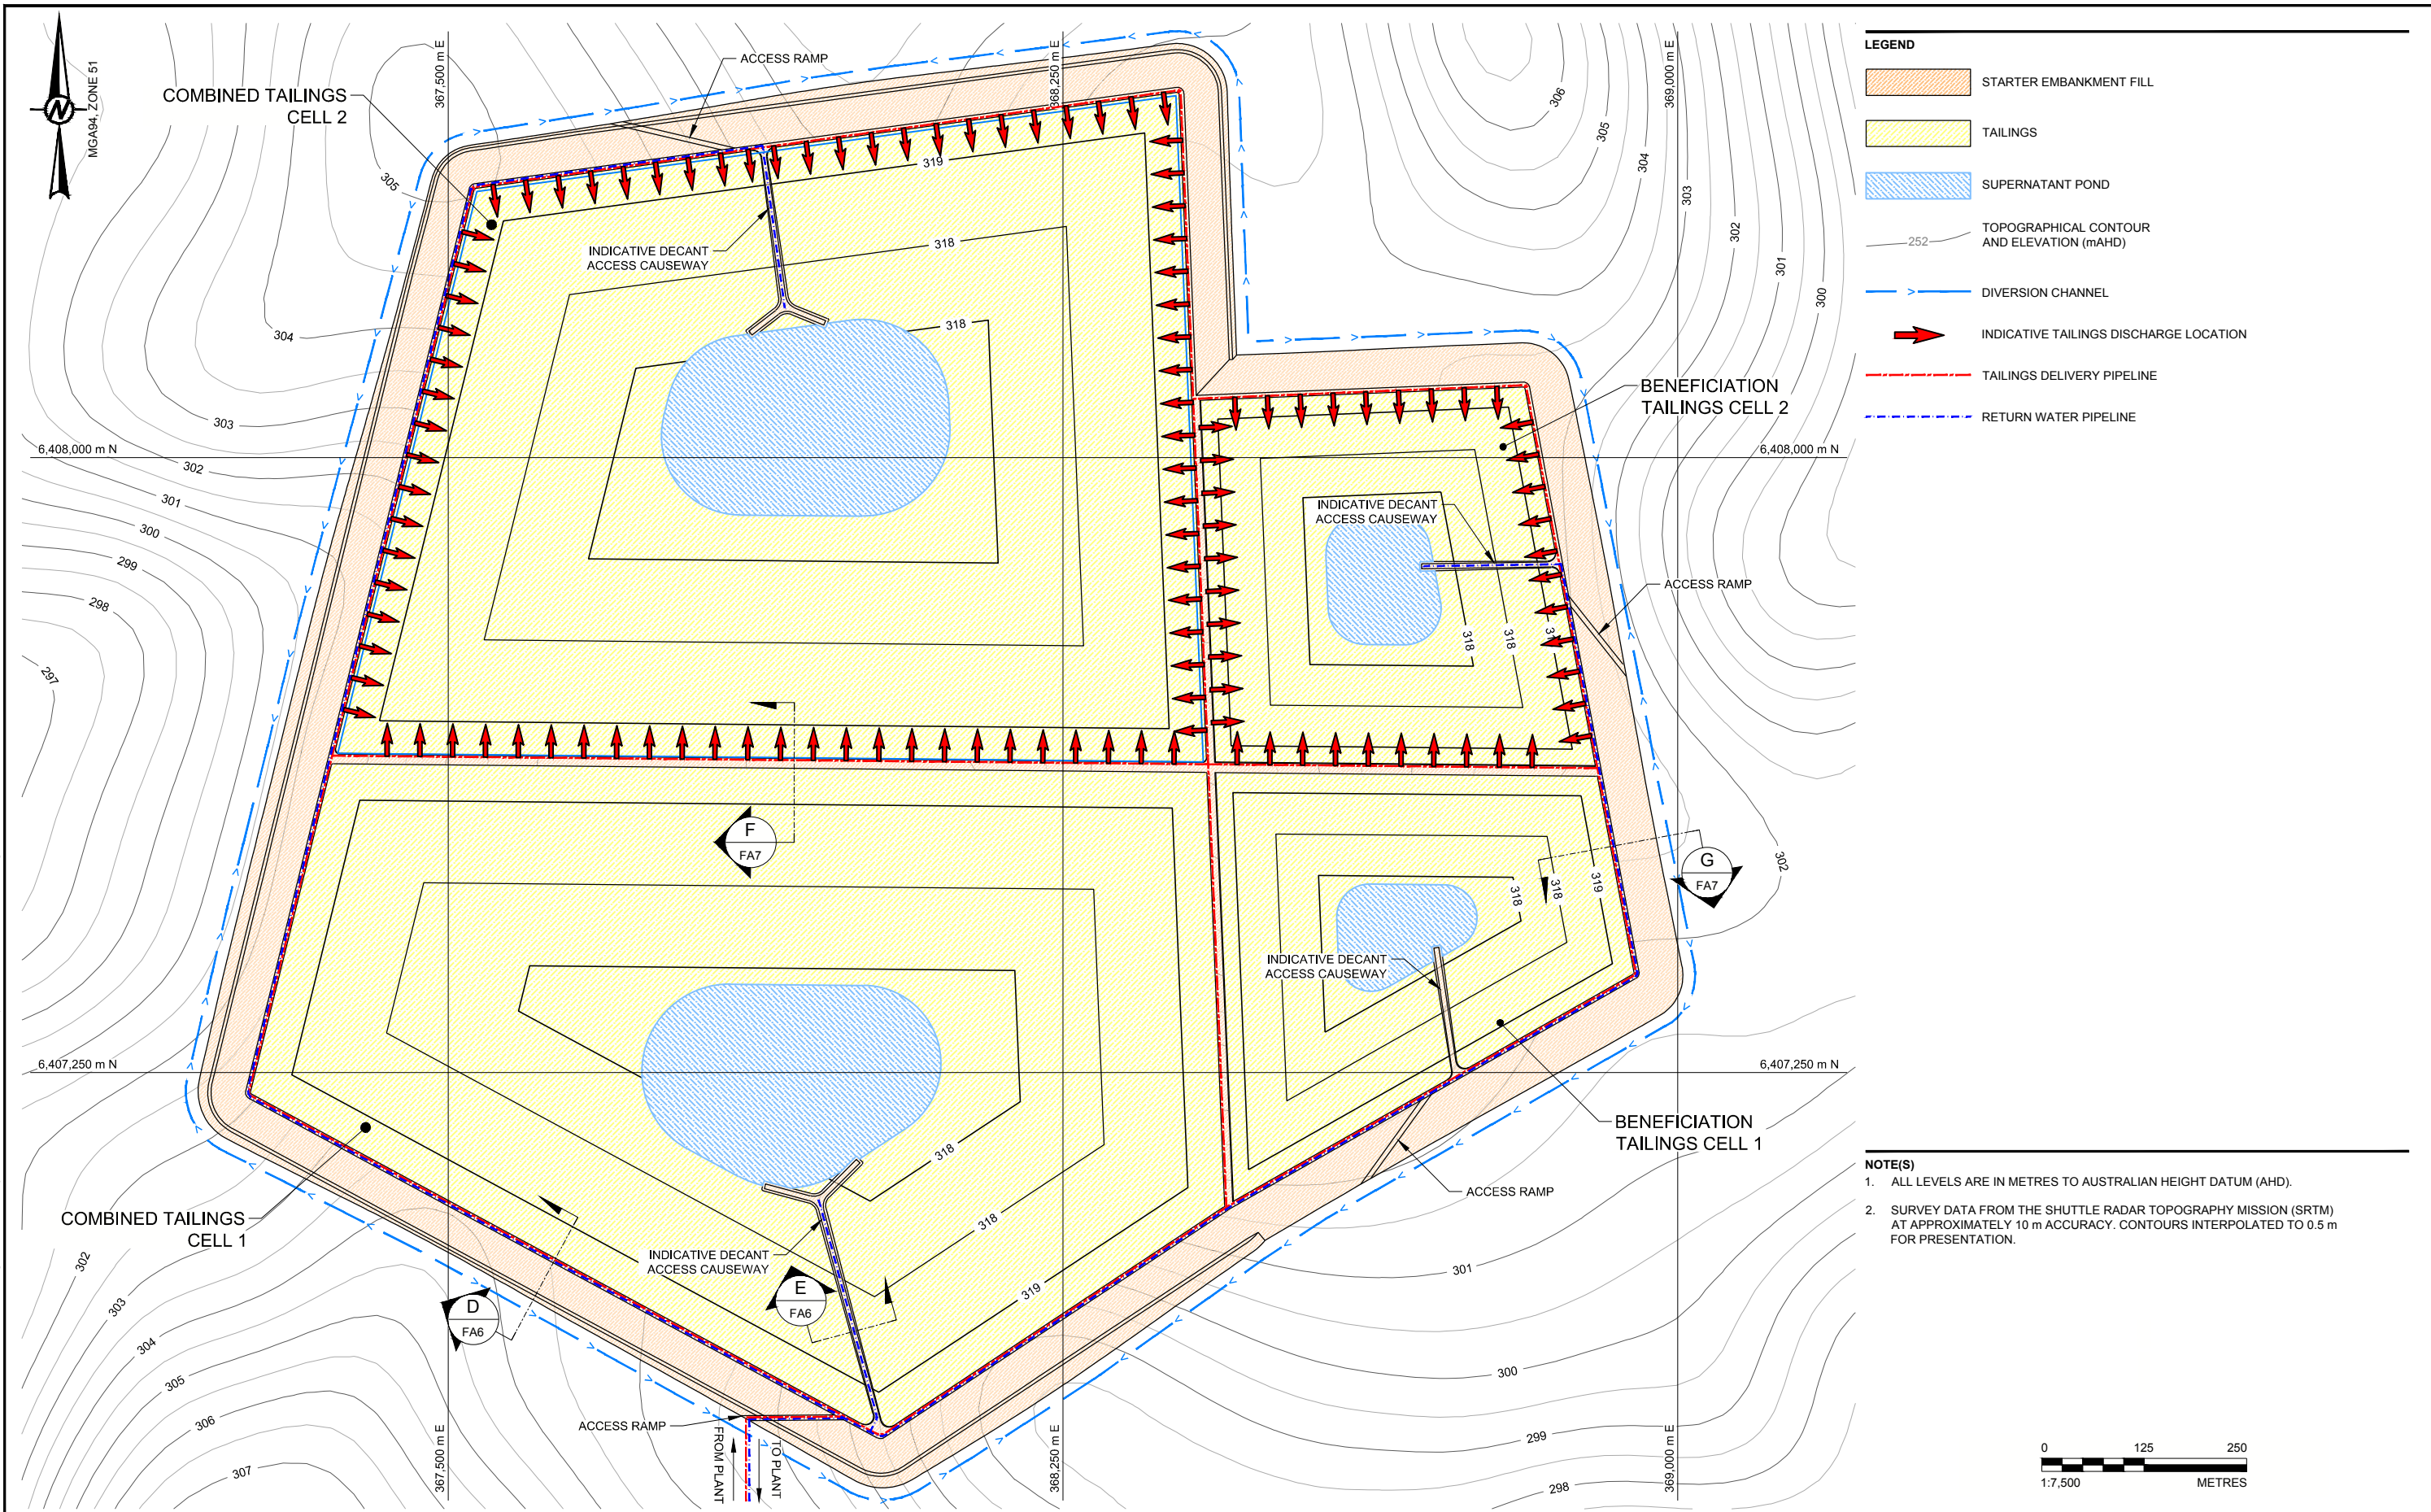 MGA94, ZONE 51
N
COMBINED TAILINGS
CELL 2
ACCESS RAMP
367,500 m E
368,250 m E
369,000 m E
306
305
304
303
302
301
300
305
304
303
302
301
300
299
298
297
319
318
318
INDICATIVE DECANT
ACCESS CAUSEWAY
6,408,000 m N
6,408,000 m N
BENEFICIATION
TAILINGS CELL 2
INDICATIVE DECANT
ACCESS CAUSEWAY
318
318
ACCESS RAMP
F
FA7
G
FA7
302
318
318
319
INDICATIVE DECANT
ACCESS CAUSEWAY
6,407,250 m N
6,407,250 m N
BENEFICIATION
TAILINGS CELL 1
ACCESS RAMP
COMBINED TAILINGS
CELL 1
318
318
319
INDICATIVE DECANT
ACCESS CAUSEWAY
E
FA6
D
FA6
302
303
304
305
306
307
301
300
299
298
ACCESS RAMP
FROM PLANT
TO PLANT
367,500 m E
368,250 m E
369,000 m E
LEGEND
STARTER EMBANKMENT FILL
TAILINGS
SUPERNATANT POND
252
TOPOGRAPHICAL CONTOUR
AND ELEVATION (mAHD)
DIVERSION CHANNEL
INDICATIVE TAILINGS DISCHARGE LOCATION
TAILINGS DELIVERY PIPELINE
RETURN WATER PIPELINE
NOTE(S)
1. ALL LEVELS ARE IN METRES TO AUSTRALIAN HEIGHT DATUM (AHD).
2. SURVEY DATA FROM THE SHUTTLE RADAR TOPOGRAPHY MISSION (SRTM)
AT APPROXIMATELY 10 m ACCURACY. CONTOURS INTERPOLATED TO 0.5 m
FOR PRESENTATION.
0 125 250
1:7,500 METRES